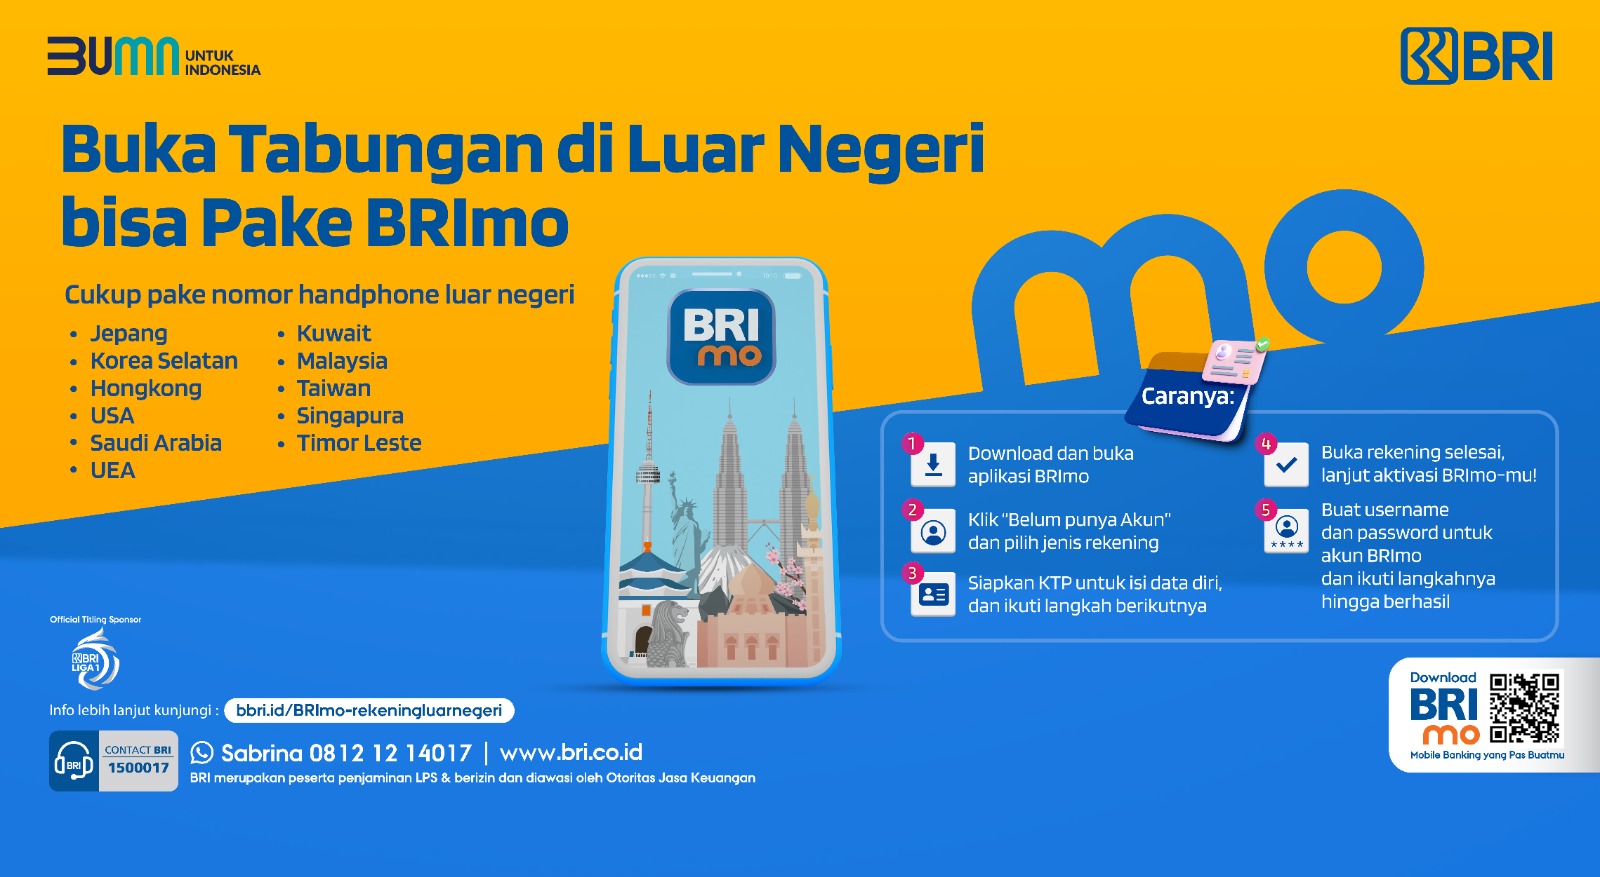 BUMN UNTUK
INDONESIA
BRI
Buka Tabungan di Luar Negeri
bisa Pake BRImo
Cukup pake nomor handphone luar negeri
• Jepang
• Korea Selatan
• Hongkong
• USA
• Saudi Arabia
• UEA
• Kuwait
• Malaysia
• Taiwan
• Singapura
• Timor Leste
BRI
mo
mo
Caranya:
1
Download dan buka
aplikasi BRImo
2
Klik "Belum punya Akun"
dan pilih jenis rekening
3
Siapkan KTP untuk isi data diri,
dan ikuti langkah berikutnya
4
Buka rekening selesai,
lanjut aktivasi BRImo-mu!
5
****
Buat username
dan password untuk
akun BRImo
dan ikuti langkahnya
hingga berhasil
Official Titling Sponsor
BRI
LIGA 1
Info lebih lanjut kunjungi : bbri.id/BRImo-rekeningluarnegeri
BRI
CONTACT BRI
1500017
Sabrina 0812 12 14017 | www.bri.co.id
BRI merupakan peserta penjaminan LPS & berizin dan diawasi oleh Otoritas Jasa Keuangan
Download
BRI
mo
Mobile Banking yang Pas Buatmu